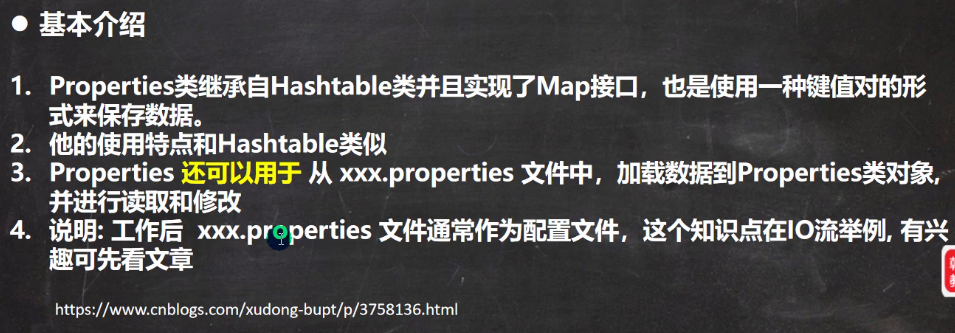 ● 基本介绍
1. Properties类继承自Hashtable类并且实现了Map接口，也是使用一种键值对的形
式来保存数据。
2. 他的使用特点和Hashtable类似
3. Properties 还可以用于 从 xxx.properties 文件中，加载数据到Properties类对象,
并进行读取和修改
4. 说明: 工作后 xxx.properties 文件通常作为配置文件，这个知识点在IO流举例, 有兴
趣可先看文章
https://www.cnblogs.com/xudong-bupt/p/3758136.html